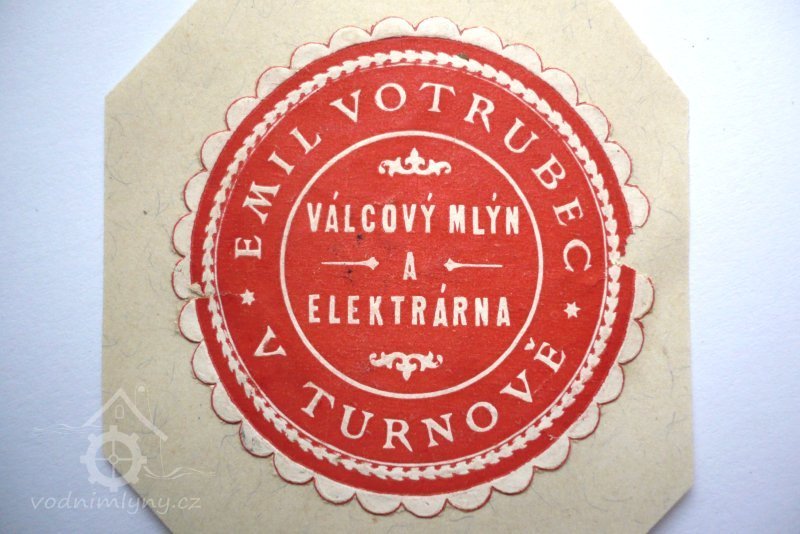 EMIL VOTRUBEC
VÁLCOVÝ MLÝN
A
ELEKTRÁRNA
V TURNOVĚ
vodnimlyny.cz